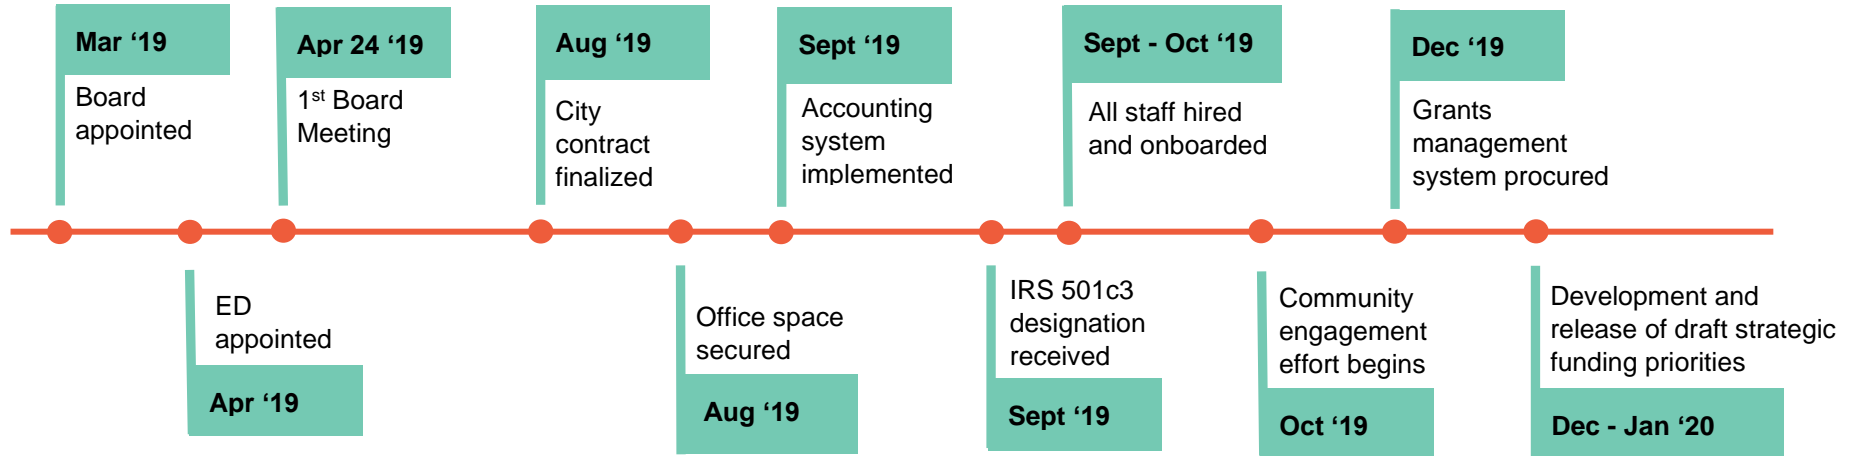 Mar ‘19
Board
appointed
Apr 24 ‘19
1st Board
Meeting
Aug ‘19
City
contract
finalized
Sept ‘19
Accounting
system
implemented
Sept - Oct ‘19
All staff hired
and onboarded
Dec ‘19
Grants
management
system procured
ED
appointed
Apr ‘19
Office space
secured
Aug ‘19
IRS 501c3
designation
received
Sept ‘19
Community
engagement
effort begins
Oct ‘19
Development and
release of draft strategic
funding priorities
Dec - Jan ‘20